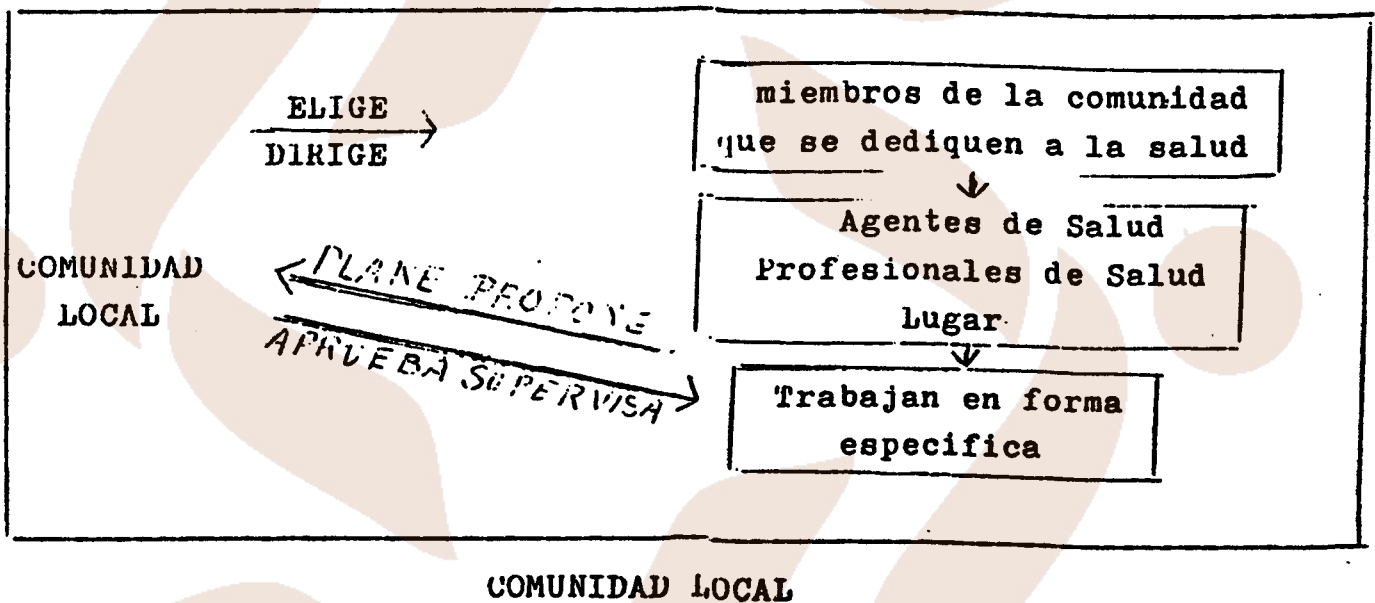 ELIGE
DIRIGE
miembros de la comunidad
que se dediquen a la salud
Agentes de Salud
Profesionales de Salud
Lugar
COMUNIDAD
LOCAL
PLANE PROPONE
APRUEBA SUPERVISA
Trabajan en forma
especifica
COMUNIDAD LOCAL